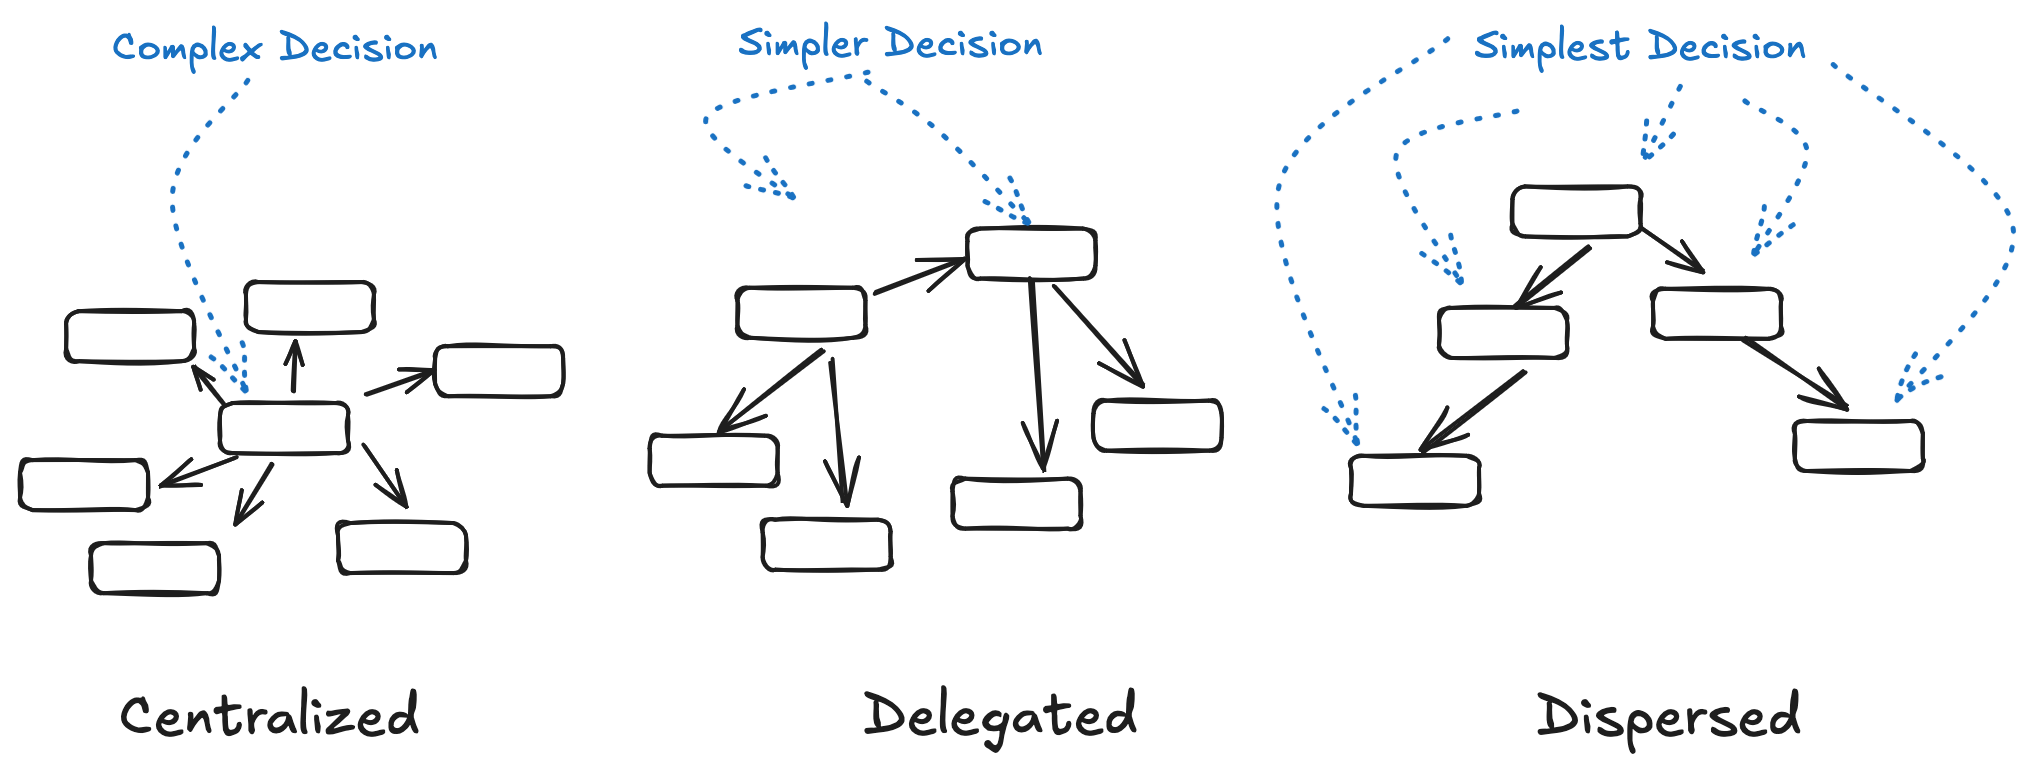 Complex Decision
Simpler Decision
Simplest Decision
Centralized
Delegated
Dispersed